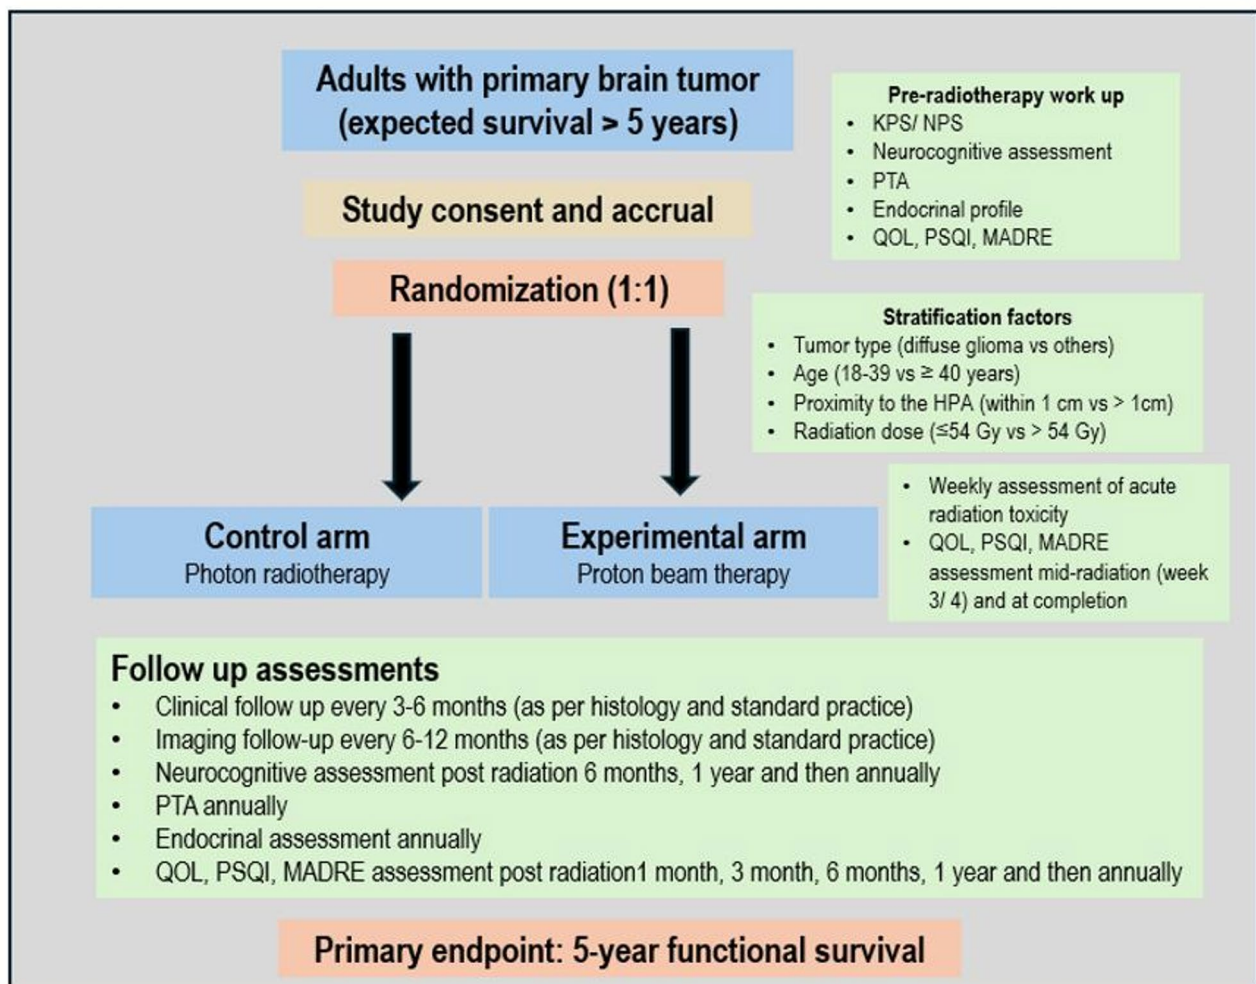 Adults with primary brain tumor
(expected survival > 5 years)
Pre-radiotherapy work up
• KPS/ NPS
• Neurocognitive assessment
• PTA
• Endocrinal profile
• QOL, PSQI, MADRE
Study consent and accrual
Randomization (1:1)
Stratification factors
• Tumor type (diffuse glioma vs others)
• Age (18-39 vs ≥ 40 years)
• Proximity to the HPA (within 1 cm vs > 1cm)
• Radiation dose (≤54 Gy vs > 54 Gy)
Control arm
Photon radiotherapy
Experimental arm
Proton beam therapy
• Weekly assessment of acute
radiation toxicity
• QOL, PSQI, MADRE
assessment mid-radiation (week
3/ 4) and at completion
Follow up assessments
• Clinical follow up every 3-6 months (as per histology and standard practice)
• Imaging follow-up every 6-12 months (as per histology and standard practice)
• Neurocognitive assessment post radiation 6 months, 1 year and then annually
• PTA annually
• Endocrinal assessment annually
• QOL, PSQI, MADRE assessment post radiation1 month, 3 month, 6 months, 1 year and then annually
Primary endpoint: 5-year functional survival